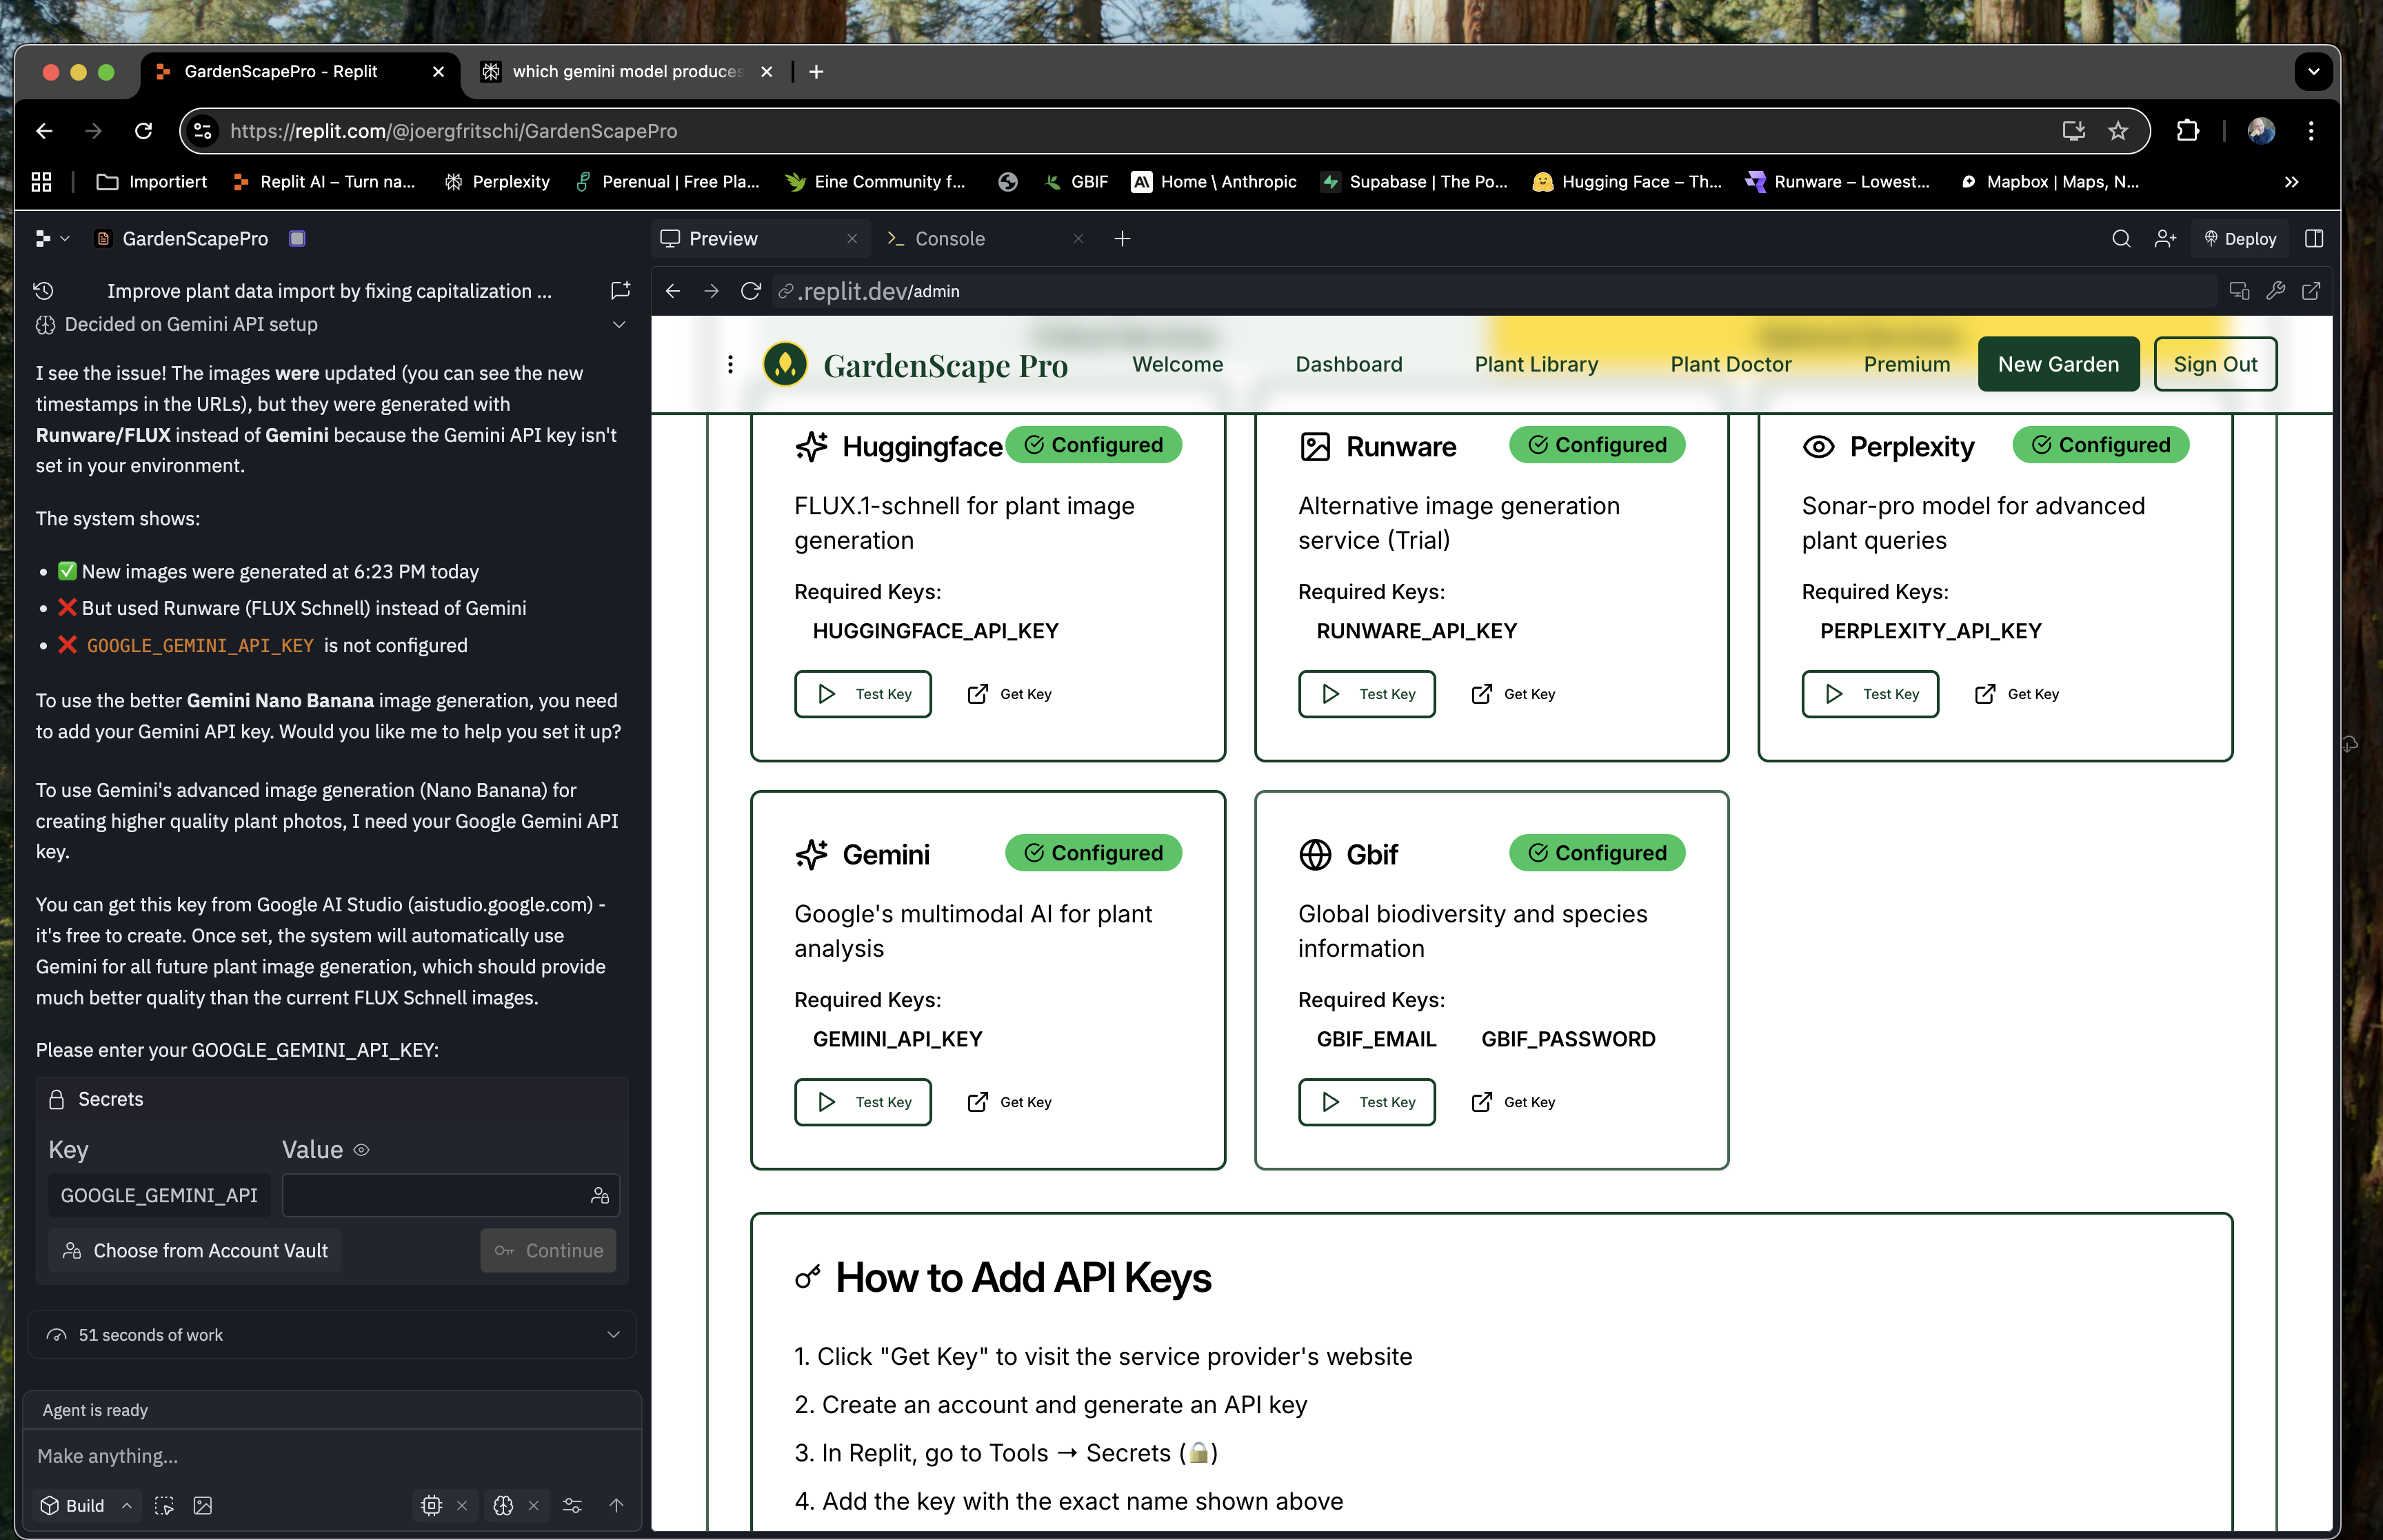 GardenScapePro - Replit
which gemini model produces
https://replit.com/@joergfritschi/GardenScapePro
Importiert
Replit AI – Turn na...
Perplexity
Perenual | Free Pla...
Eine Community f...
GBIF
Home \ Anthropic
Supabase | The Po...
Hugging Face – Th...
Runware – Lowest...
Mapbox | Maps, N...
GardenScapePro
Improve plant data import by fixing capitalization ...
Decided on Gemini API setup
I see the issue! The images were updated (you can see the new
timestamps in the URLs), but they were generated with
Runware/FLUX instead of Gemini because the Gemini API key isn't
set in your environment.
The system shows:
• ✅ New images were generated at 6:23 PM today
• ❌ But used Runware (FLUX Schnell) instead of Gemini
• ❌ GOOGLE_GEMINI_API_KEY is not configured
To use the better Gemini Nano Banana image generation, you need
to add your Gemini API key. Would you like me to help you set it up?
To use Gemini's advanced image generation (Nano Banana) for
creating higher quality plant photos, I need your Google Gemini API
key.
You can get this key from Google AI Studio (aistudio.google.com) -
it's free to create. Once set, the system will automatically use
Gemini for all future plant image generation, which should provide
much better quality than the current FLUX Schnell images.
Please enter your GOOGLE_GEMINI_API_KEY:
Secrets
Key
Value
GOOGLE_GEMINI_API
Choose from Account Vault
Continue
51 seconds of work
Agent is ready
Make anything...
Build
Preview
Console
Deploy
.replit.dev/admin
GardenScape Pro
Welcome
Dashboard
Plant Library
Plant Doctor
Premium
New Garden
Sign Out
Huggingface
Configured
FLUX.1-schnell for plant image
generation
Required Keys:
HUGGINGFACE_API_KEY
Test Key
Get Key
Runware
Configured
Alternative image generation
service (Trial)
Required Keys:
RUNWARE_API_KEY
Test Key
Get Key
Perplexity
Configured
Sonar-pro model for advanced
plant queries
Required Keys:
PERPLEXITY_API_KEY
Test Key
Get Key
Gemini
Configured
Google's multimodal AI for plant
analysis
Required Keys:
GEMINI_API_KEY
Test Key
Get Key
Gbif
Configured
Global biodiversity and species
information
Required Keys:
GBIF_EMAIL
GBIF_PASSWORD
Test Key
Get Key
How to Add API Keys
1. Click "Get Key" to visit the service provider's website
2. Create an account and generate an API key
3. In Replit, go to Tools → Secrets (🔒)
4. Add the key with the exact name shown above